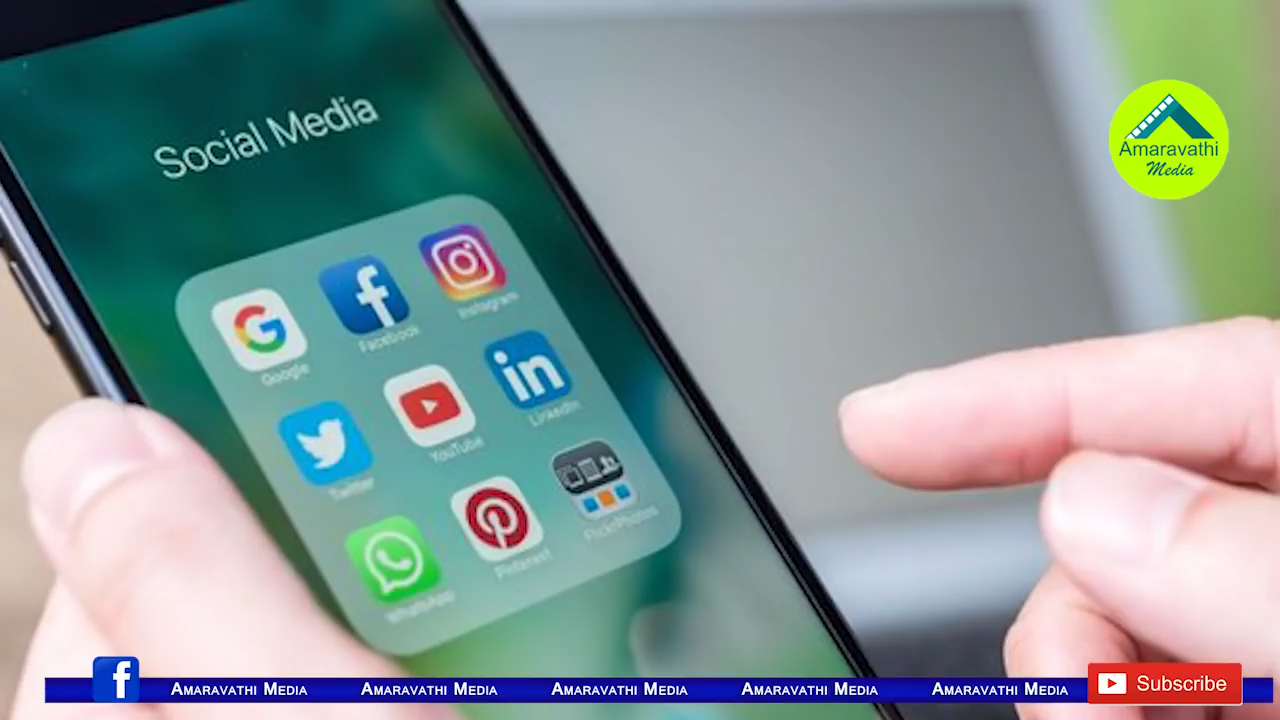 Social Media
Amaravathi
Media
Google
Facebook
Instagram
Twitter
YouTube
LinkedIn
WhatsApp
Pinterest
FlickrPhotos
Amaravathi Media Amaravathi Media Amaravathi Media Amaravathi Media Amaravathi Media
Subscribe